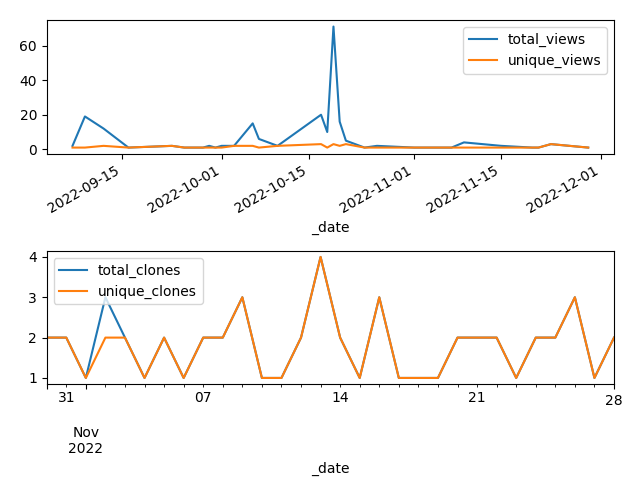 60
40
20
0
total_views
unique_views
2022-09-15
2022-10-01
2022-10-15
2022-11-01
2022-11-15
2022-12-01
_date
4
3
2
1
total_clones
unique_clones
31
07
14
21
28
Nov
2022
_date